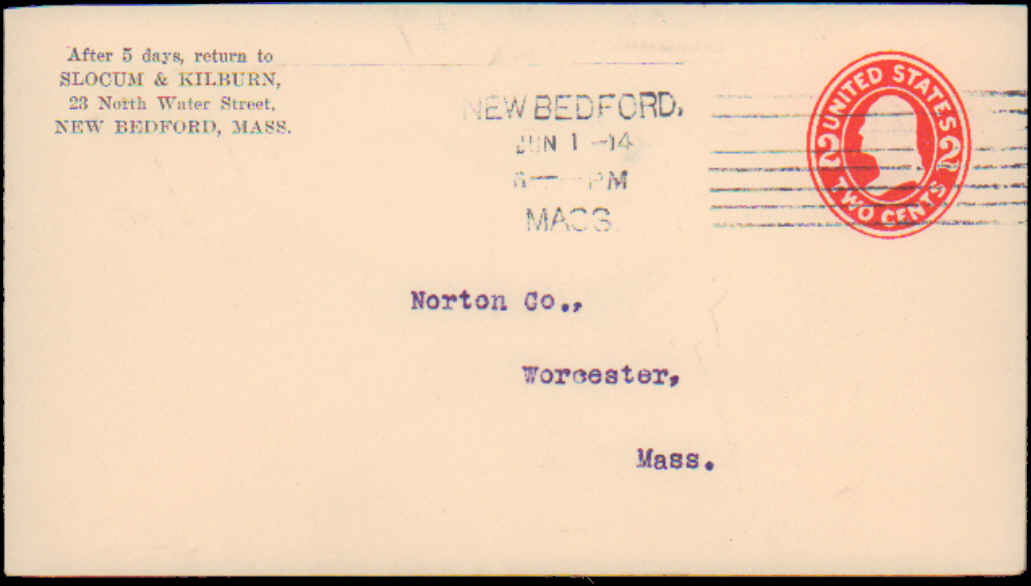 After 5 days, return to
SLOCUM & KILBURN,
23 North Water Street,
NEW BEDFORD, MASS.
NEW BEDFORD,
JUN 1 -14
PM
MASS.
UNITED STATES
2 2
TWO CENTS
Norton Co.,
Worcester,
Mass.